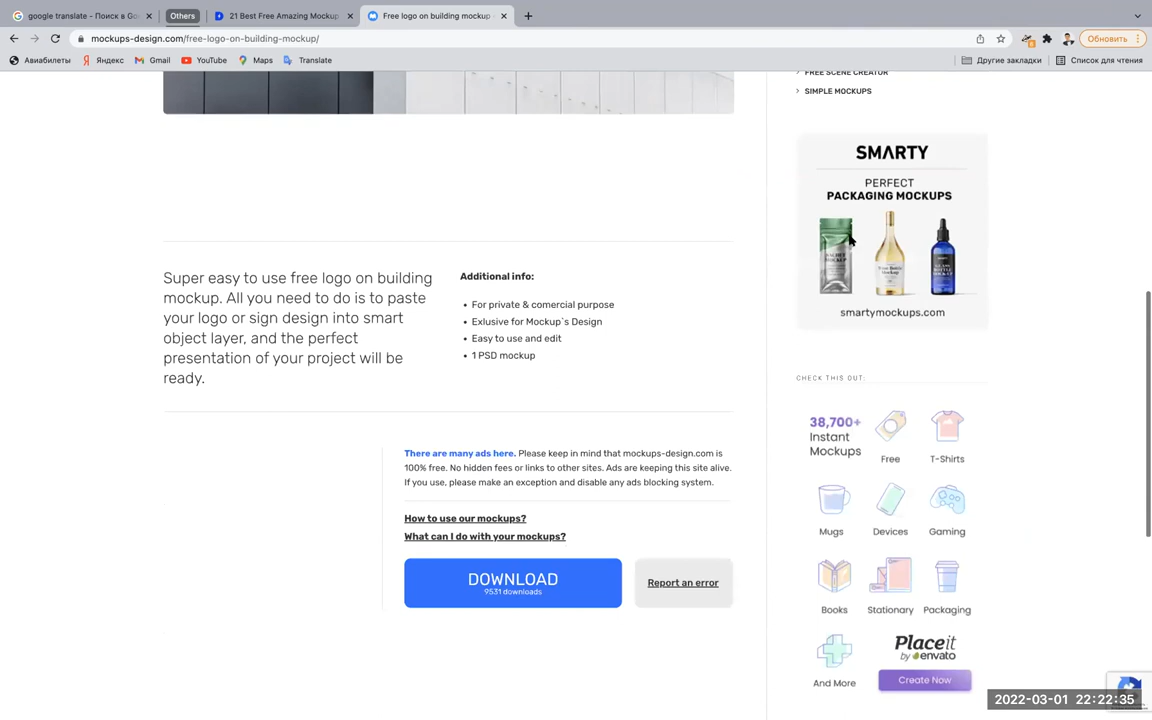 google translate – Поиск в Go
Others
21 Best Free Amazing Mockup
Free logo on building mockup
mockups-design.com/free-logo-on-building-mockup/
Обновить
Авиабилеты
Яндекс
Gmail
YouTube
Maps
Translate
Другие закладки
Список для чтения
FREE SCENE CREATOR
SIMPLE MOCKUPS
SMARTY
PERFECT
PACKAGING MOCKUPS
smartymockups.com
Super easy to use free logo on building
mockup. All you need to do is to paste
your logo or sign design into smart
object layer, and the perfect
presentation of your project will be
ready.
Additional info:
• For private & comercial purpose
• Exlusive for Mockup`s Design
• Easy to use and edit
• 1 PSD mockup
CHECK THIS OUT:
38,700+
Instant
Mockups
Free
T-Shirts
Mugs
Devices
Gaming
Books
Stationary
Packaging
And More
Placeit
by envato
Create Now
There are many ads here. Please keep in mind that mockups-design.com is
100% free. No hidden fees or links to other sites. Ads are keeping this site alive.
If you use, please make an exception and disable any ads blocking system.
How to use our mockups?
What can I do with your mockups?
DOWNLOAD
9531 downloads
Report an error
2022-03-01 22:22:35